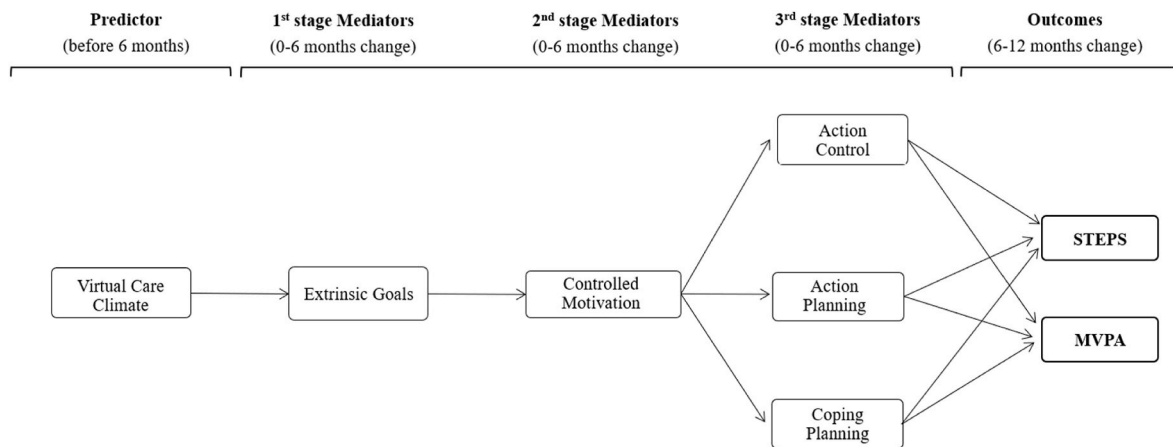 Predictor
(before 6 months)
1st stage Mediators
(0-6 months change)
2nd stage Mediators
(0-6 months change)
3rd stage Mediators
(0-6 months change)
Outcomes
(6-12 months change)
Action
Control
STEPS
Virtual Care
Climate
Extrinsic Goals
Controlled
Motivation
Action
Planning
MVPA
Coping
Planning